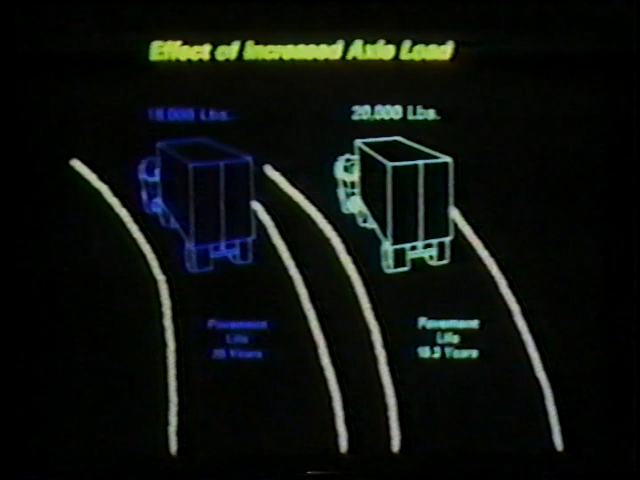 Effect of Increased Axle Load
18,000 Lbs.
20,000 Lbs.
Pavement
Life
20 Years
Pavement
Life
15.3 Years